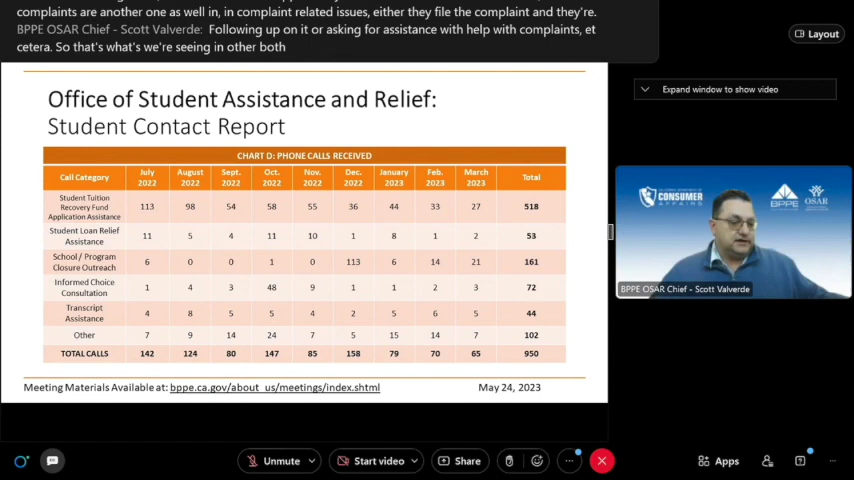 complaints are another one as well in, in complaint related issues, either they file the complaint and they're.
BPPE OSAR Chief - Scott Valverde: Following up on it or asking for assistance with help with complaints, et
cetera. So that's what's we're seeing in other both
Layout
Expand window to show video
Office of Student Assistance and Relief:
Student Contact Report
CHART D: PHONE CALLS RECEIVED
Call Category July 2022 August 2022 Sept. 2022 Oct. 2022 Nov. 2022 Dec. 2022 January 2023 Feb. 2023 March 2023 Total
Student Tuition Recovery Fund Application Assistance 113 98 54 58 55 36 44 33 27 518
Student Loan Relief Assistance 11 5 4 11 10 1 8 1 2 53
School / Program Closure Outreach 6 0 0 1 0 113 6 14 21 161
Informed Choice Consultation 1 4 3 48 9 1 1 2 3 72
Transcript Assistance 4 8 5 5 4 2 5 6 5 44
Other 7 9 14 24 7 5 15 14 7 102
TOTAL CALLS 142 124 80 147 85 158 79 70 65 950
Meeting Materials Available at: bppe.ca.gov/about_us/meetings/index.shtml May 24, 2023
CONSUMER
AFFAIRS
BPPE
OSAR
BPPE OSAR Chief - Scott Valverde
Unmute
Start video
Share
Apps